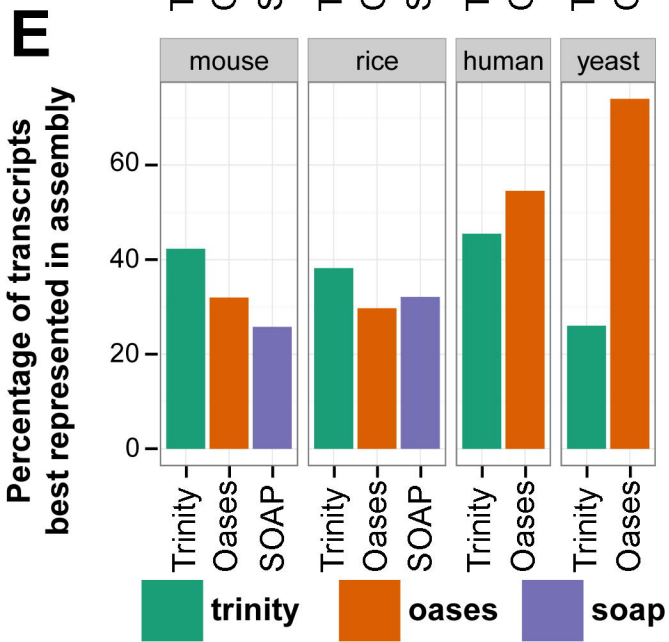 E
mouse rice human yeast
Percentage of transcripts
best represented in assembly
60
40
20
0
Trinity Oases SOAP Trinity Oases SOAP Trinity Oases Trinity Oases
trinity oases soap